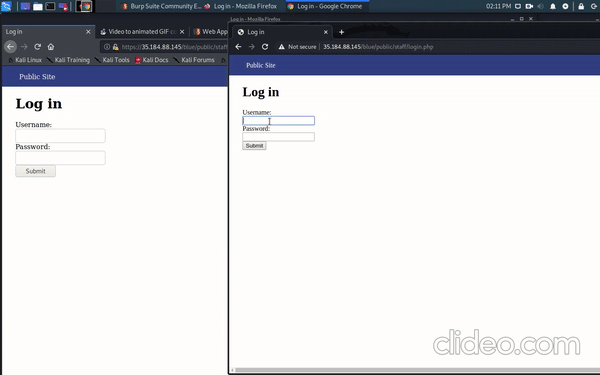 Burp Suite Community E...
Log in - Mozilla Firefox
Log in - Google Chrome
02:11 PM
Log in - Mozilla Firefox
Log in
Video to animated GIF
Web App
https://35.184.88.145/blue/public/staff
Kali Linux
Kali Training
Kali Tools
Kali Docs
Kali Forums
Public Site
Log in
Username:
Password:
Submit
Log in
Not secure
35.184.88.145/blue/public/staff/login.php
Public Site
Log in
Username:
Password:
Submit
clideo.com